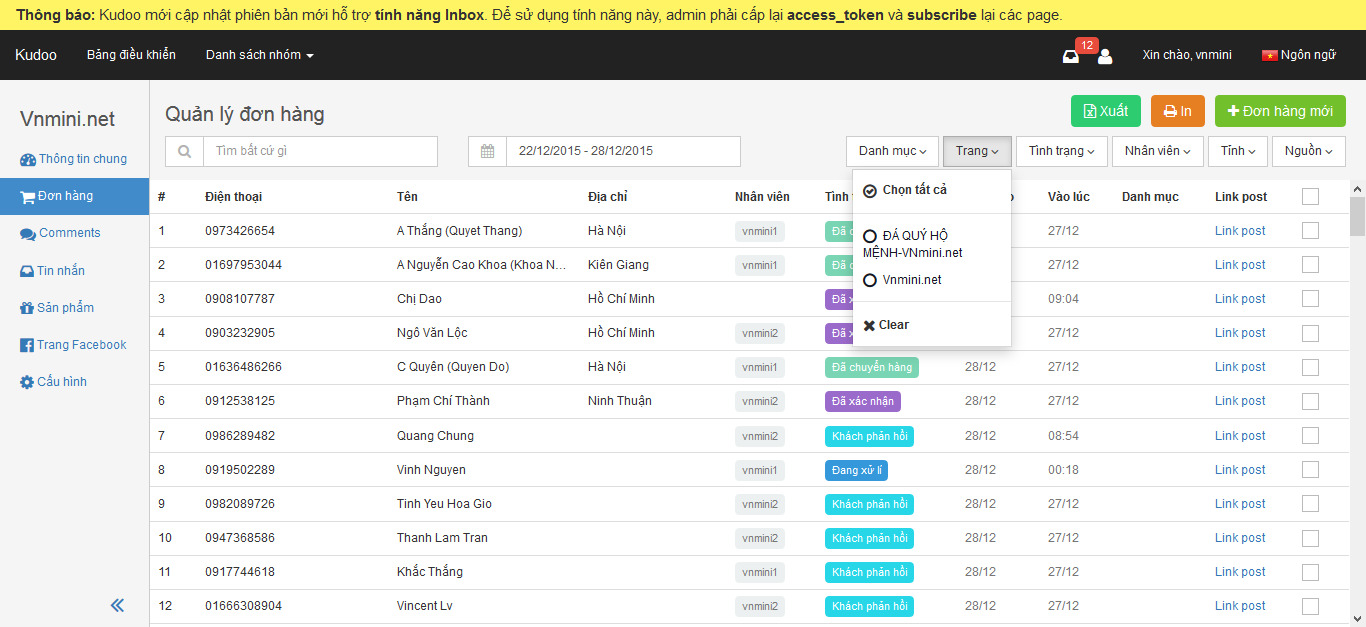 Thông báo: Kudoo mới cập nhật phiên bản mới hỗ trợ tính năng Inbox. Để sử dụng tính năng này, admin phải cấp lại access_token và subscribe lại các page.
Kudoo Bảng điều khiển Danh sách nhóm 12 Xin chào, vnmini Ngôn ngữ
Vnmini.net
Thông tin chung
Đơn hàng
Comments
Tin nhắn
Sản phẩm
Trang Facebook
Cấu hình
Quản lý đơn hàng
Xuất In Đơn hàng mới
Tìm bất cứ gì 22/12/2015 - 28/12/2015 Danh mục Trang Tình trạng Nhân viên Tỉnh Nguồn
Chọn tất cả
ĐÁ QUÝ HỘ
MỆNH-VNmini.net
Vnmini.net
Clear
# Điện thoại Tên Địa chỉ Nhân viên Tình Vào lúc Danh mục Link post
1 0973426654 A Thắng (Quyet Thang) Hà Nội vnmini1 Đã 27/12 Link post
2 01697953044 A Nguyễn Cao Khoa (Khoa N... Kiên Giang vnmini1 Đã 27/12 Link post
3 0908107787 Chị Dao Hồ Chí Minh Đã 09:04 Link post
4 0903232905 Ngô Văn Lộc Hồ Chí Minh vnmini2 Đã 27/12 Link post
5 01636486266 C Quyên (Quyen Do) Hà Nội vnmini1 Đã chuyển hàng 28/12 27/12 Link post
6 0912538125 Phạm Chí Thành Ninh Thuận vnmini2 Đã xác nhận 28/12 27/12 Link post
7 0986289482 Quang Chung vnmini2 Khách phản hồi 28/12 08:54 Link post
8 0919502289 Vinh Nguyen vnmini1 Đang xử lí 28/12 00:18 Link post
9 0982089726 Tinh Yeu Hoa Gio vnmini2 Khách phản hồi 28/12 27/12 Link post
10 0947368586 Thanh Lam Tran vnmini2 Khách phản hồi 28/12 27/12 Link post
11 0917744618 Khắc Thắng vnmini1 Khách phản hồi 28/12 27/12 Link post
12 01666308904 Vincent Lv vnmini2 Khách phản hồi 28/12 27/12 Link post